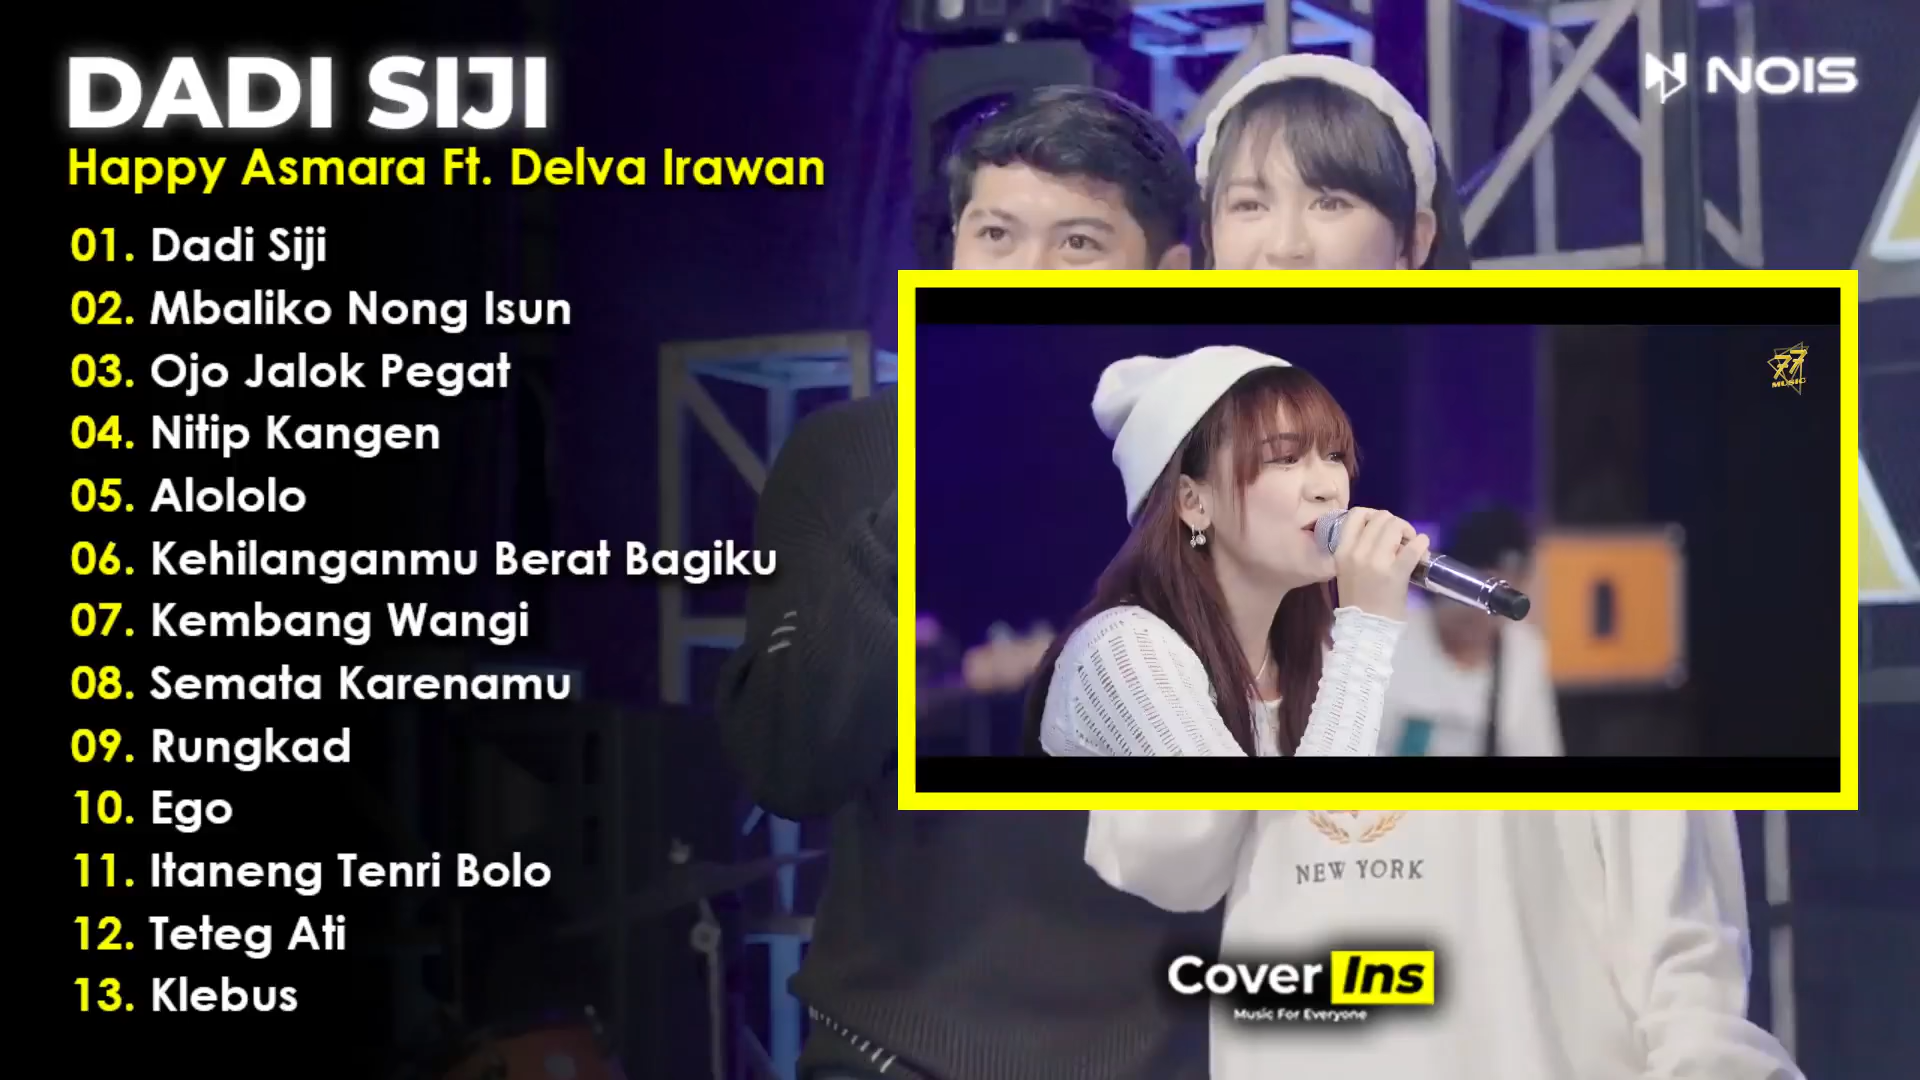 DADI SIJI
Happy Asmara Ft. Delva Irawan
01. Dadi Siji
02. Mbaliko Nong Isun
03. Ojo Jalok Pegat
04. Nitip Kangen
05. Alololo
06. Kehilanganmu Berat Bagiku
07. Kembang Wangi
08. Semata Karenamu
09. Rungkad
10. Ego
11. Itaneng Tenri Bolo
12. Teteg Ati
13. Klebus
NOIS
77
MUSIC
NEW YORK
Cover Ins
Music For Everyone